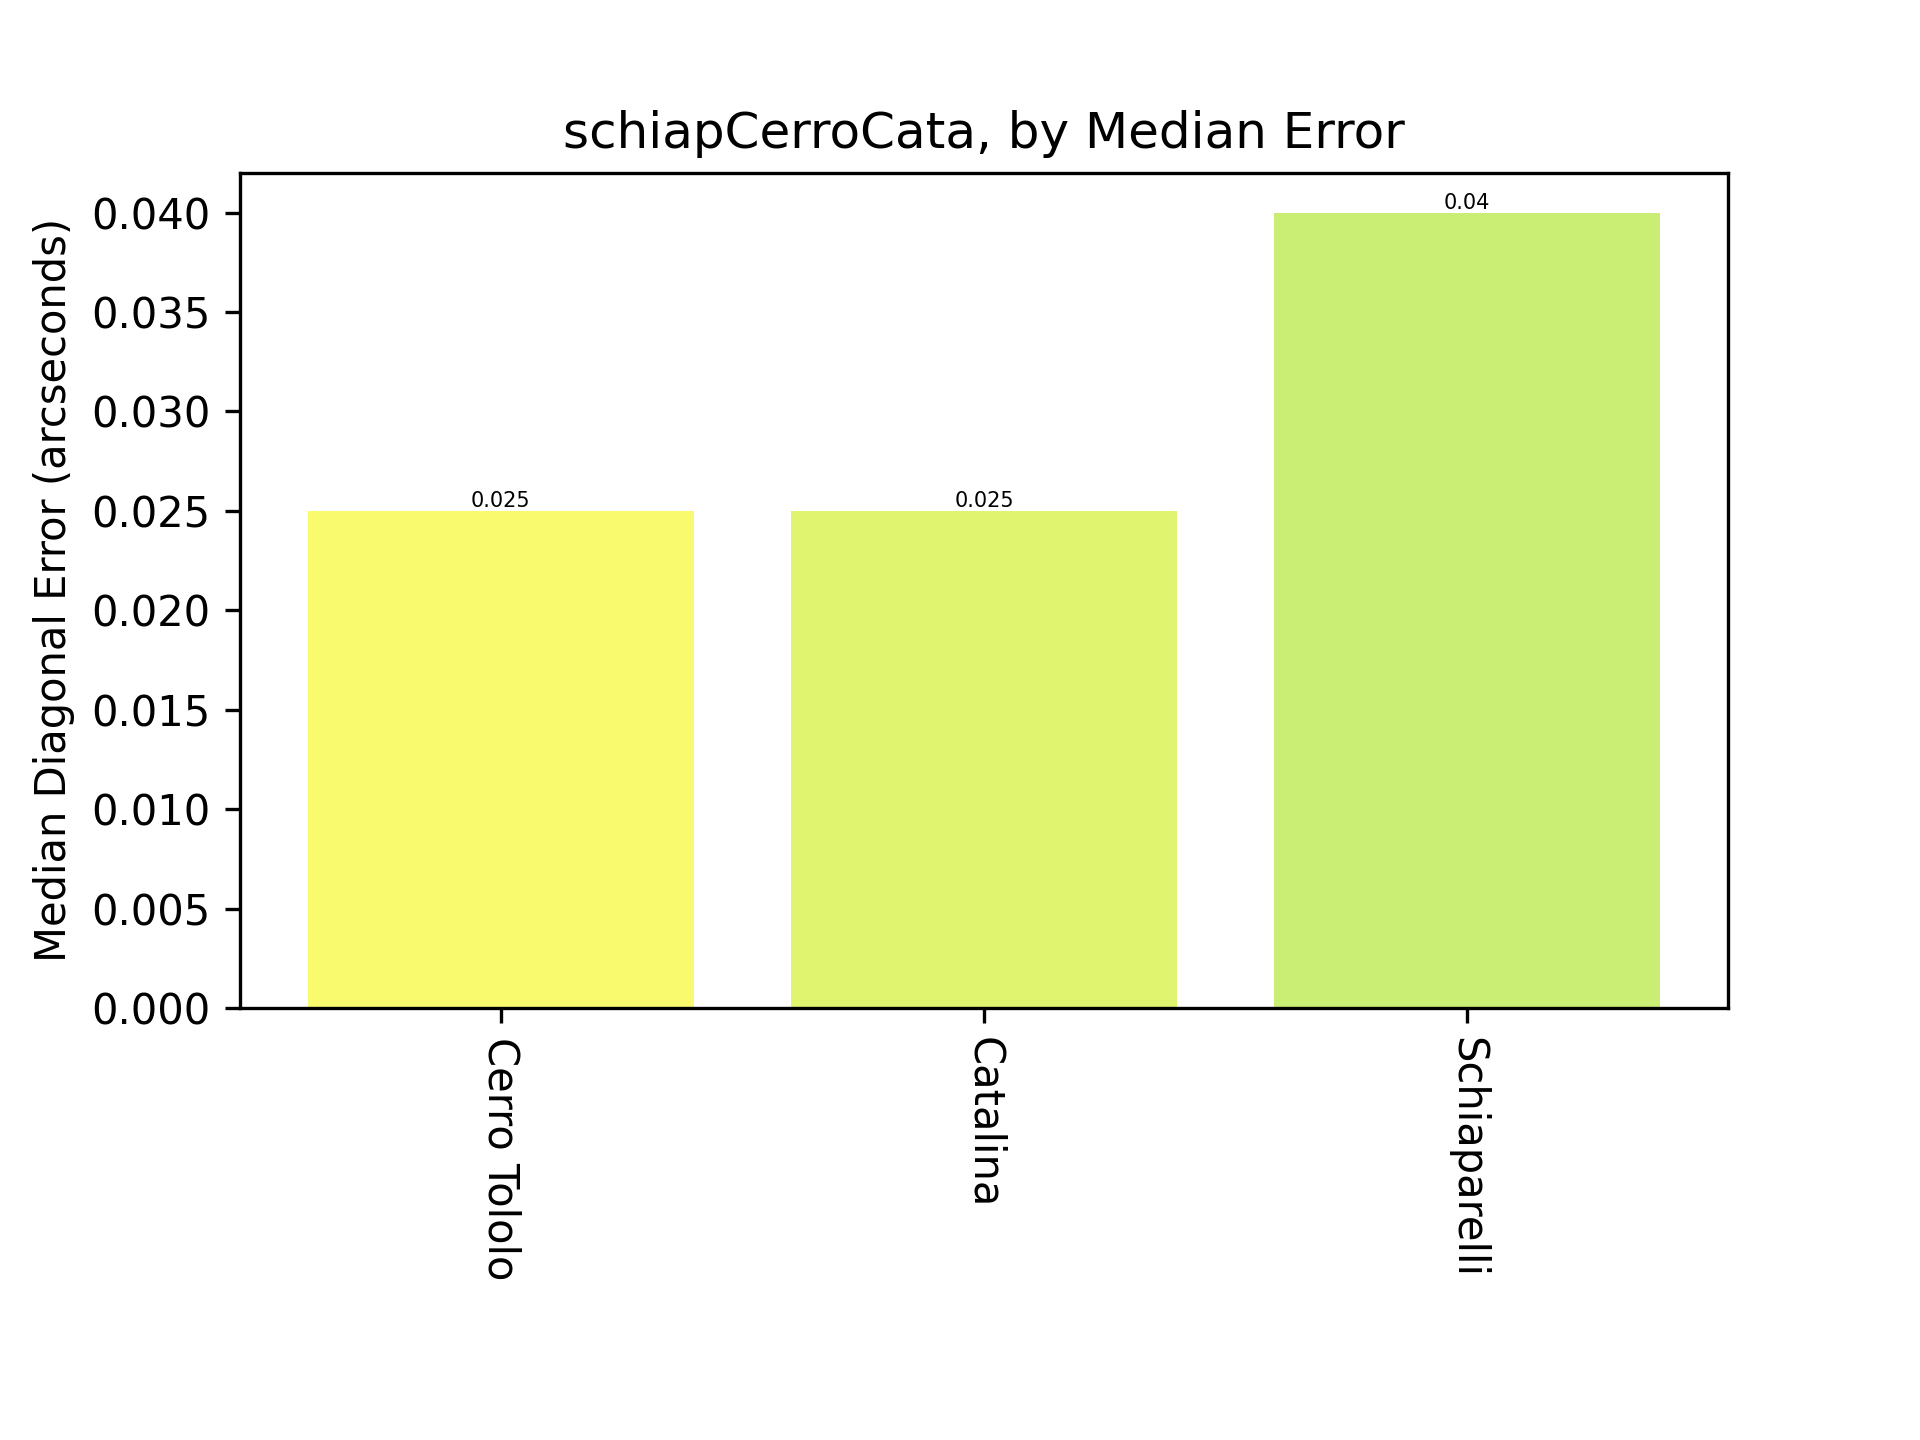 schiapCerroCata, by Median Error
Median Diagonal Error (arcseconds)
0.040
0.035
0.030
0.025
0.020
0.015
0.010
0.005
0.000
0.025
0.025
0.04
Cerro Tololo
Catalina
Schiaparelli